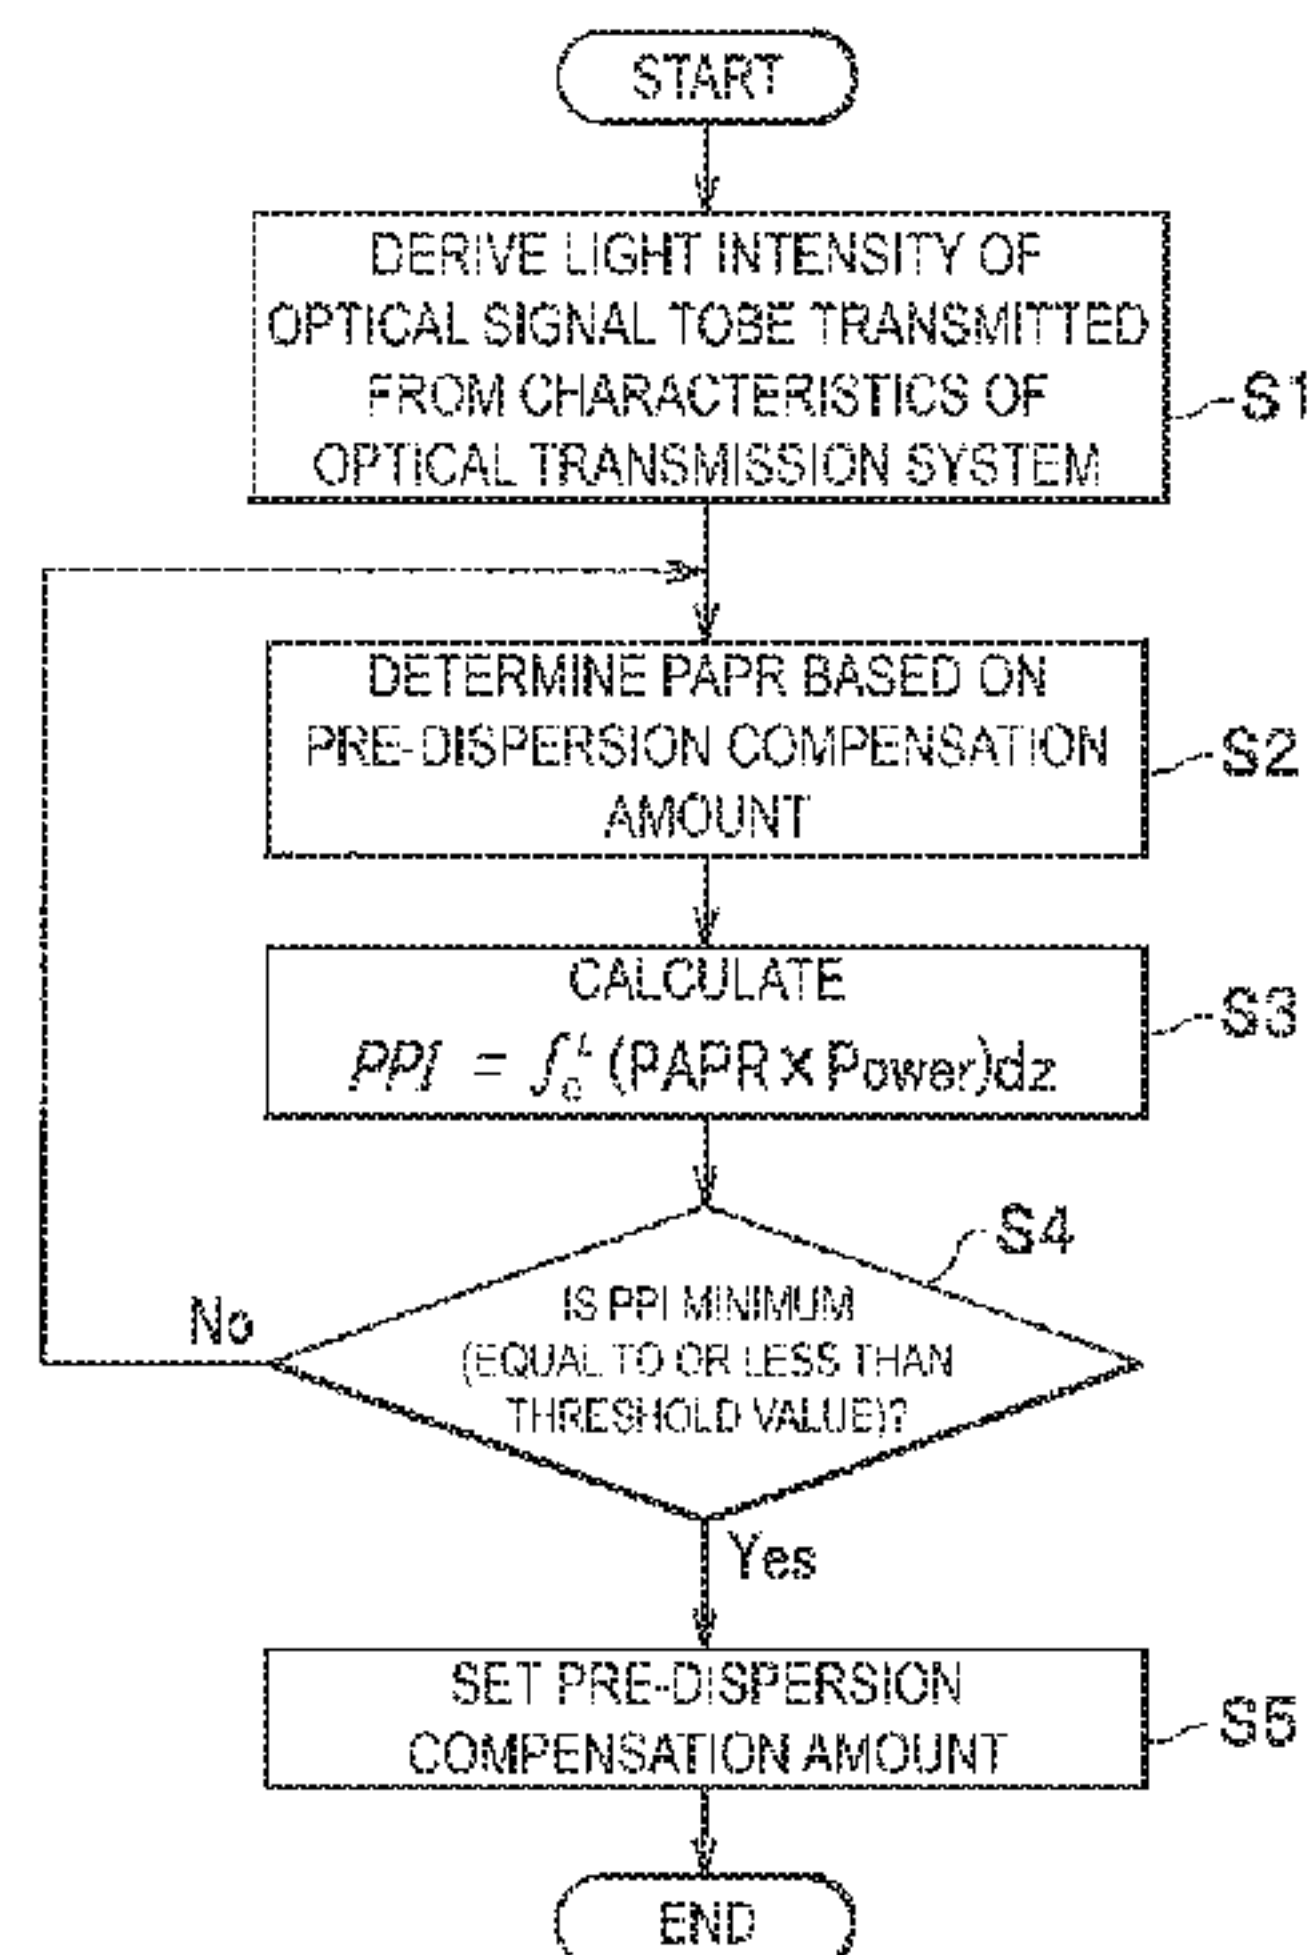 START
DERIVE LIGHT INTENSITY OF
OPTICAL SIGNAL TOBE TRANSMITTED
FROM CHARACTERISTICS OF
OPTICAL TRANSMISSION SYSTEM
S1
DETERMINE PAPR BASED ON
PRE-DISPERSION COMPENSATION
AMOUNT
S2
CALCULATE
PPI = ∫₀ᴸ (PAPR×Power)dz
S3
S4
IS PPI MINIMUM
(EQUAL TO OR LESS THAN
THRESHOLD VALUE)?
No
Yes
SET PRE-DISPERSION
COMPENSATION AMOUNT
S5
END